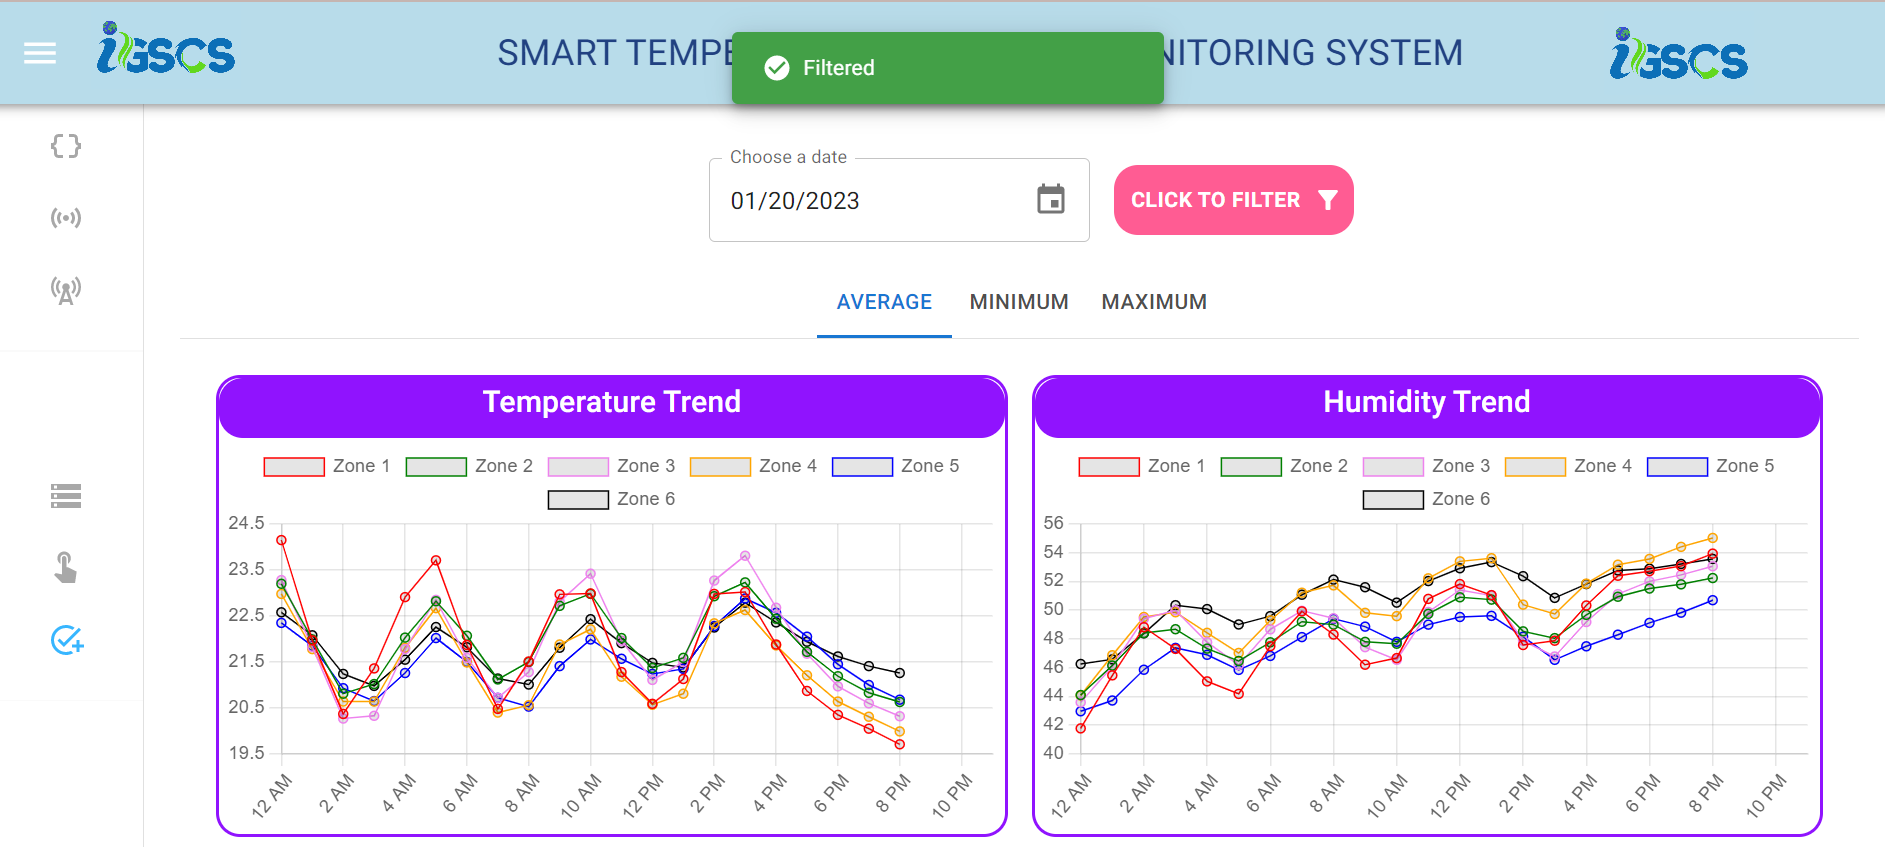 iGSCS
SMART TEMPE
Filtered
NITORING SYSTEM
iGSCS
Choose a date
01/20/2023
CLICK TO FILTER
AVERAGE MINIMUM MAXIMUM
Temperature Trend
Zone 1 Zone 2 Zone 3 Zone 4 Zone 5
Zone 6
24.5
23.5
22.5
21.5
20.5
19.5
12 AM 2 AM 4 AM 6 AM 8 AM 10 AM 12 PM 2 PM 4 PM 6 PM 8 PM 10 PM
Humidity Trend
Zone 1 Zone 2 Zone 3 Zone 4 Zone 5
Zone 6
56
54
52
50
48
46
44
42
40
12 AM 2 AM 4 AM 6 AM 8 AM 10 AM 12 PM 2 PM 4 PM 6 PM 8 PM 10 PM